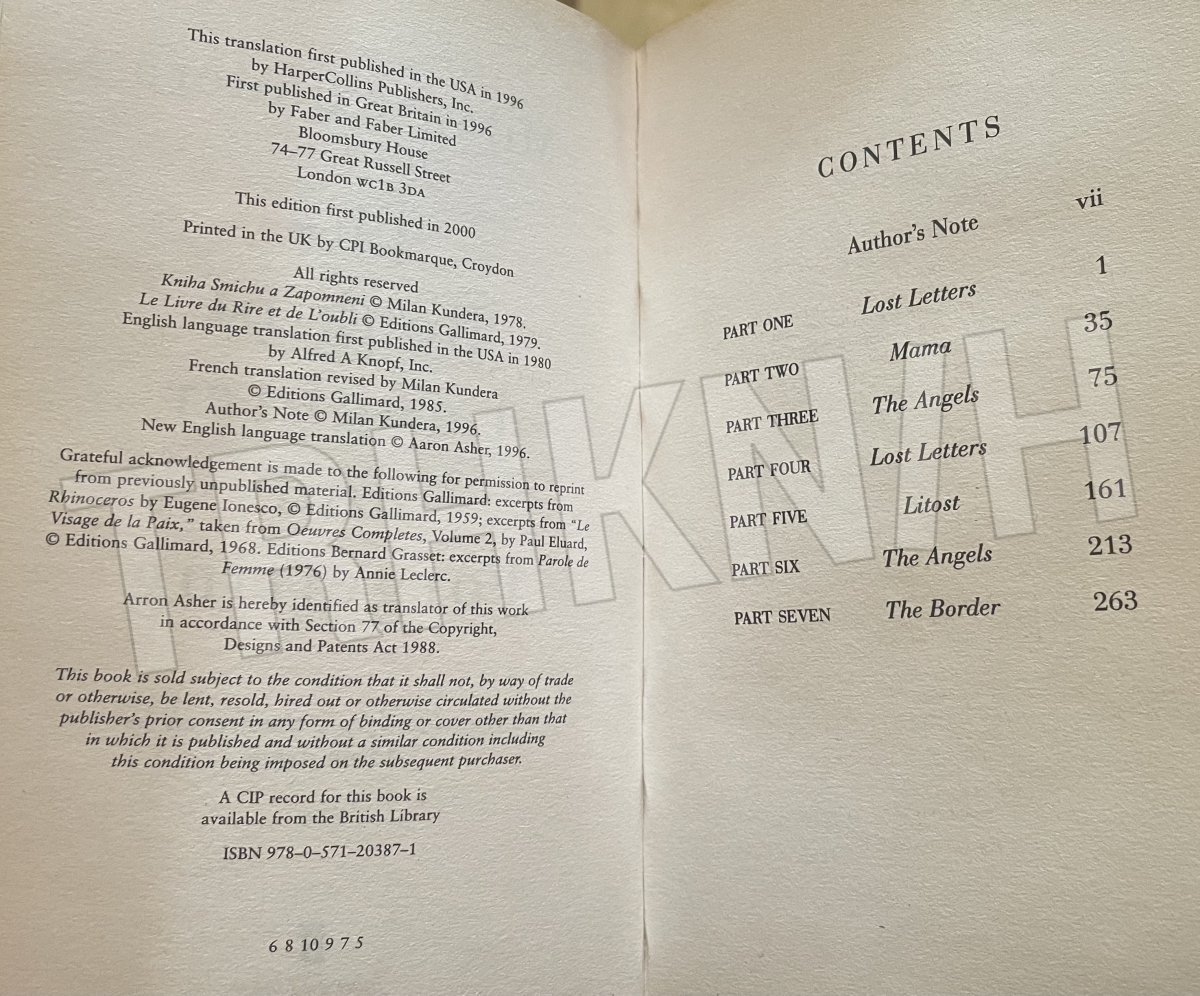 This translation first published in the USA in 1996
by HarperCollins Publishers, Inc.
First published in Great Britain in 1996
by Faber and Faber Limited
Bloomsbury House
74–77 Great Russell Street
London WC1B 3DA
This edition first published in 2000
Printed in the UK by CPI Bookmarque, Croydon
All rights reserved
Kniha Smichu a Zapomneni © Milan Kundera, 1978.
Le Livre du Rire et de L'oubli © Editions Gallimard, 1979.
English language translation first published in the USA in 1980
by Alfred A Knopf, Inc.
French translation revised by Milan Kundera
© Editions Gallimard, 1985.
Author's Note © Milan Kundera, 1996.
New English language translation © Aaron Asher, 1996.
Grateful acknowledgement is made to the following for permission to reprint
from previously unpublished material. Editions Gallimard: excerpts from
Rhinoceros by Eugene Ionesco, © Editions Gallimard, 1959; excerpts from "Le
Visage de la Paix," taken from Oeuvres Completes, Volume 2, by Paul Eluard,
© Editions Gallimard, 1968. Editions Bernard Grasset: excerpts from Parole de
Femme (1976) by Annie Leclerc.
Arron Asher is hereby identified as translator of this work
in accordance with Section 77 of the Copyright,
Designs and Patents Act 1988.
This book is sold subject to the condition that it shall not, by way of trade
or otherwise, be lent, resold, hired out or otherwise circulated without the
publisher's prior consent in any form of binding or cover other than that
in which it is published and without a similar condition including
this condition being imposed on the subsequent purchaser.
A CIP record for this book is
available from the British Library
ISBN 978–0–571–20387–1
6 8 10 9 7 5
CONTENTS
Author's Note vii
PART ONE Lost Letters 1
PART TWO Mama 35
PART THREE The Angels 75
PART FOUR Lost Letters 107
PART FIVE Litost 161
PART SIX The Angels 213
PART SEVEN The Border 263